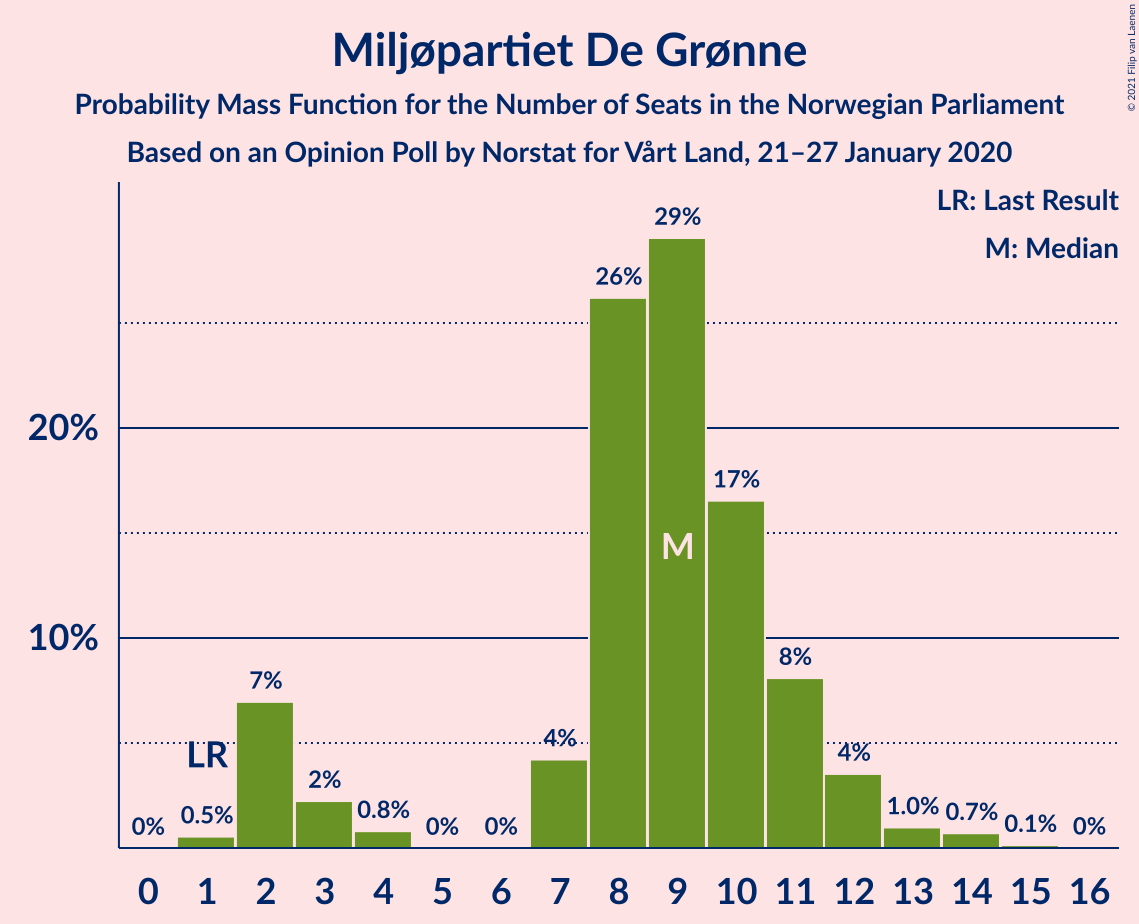 © 2021 Filip van Laenen
Miljøpartiet De Grønne
Probability Mass Function for the Number of Seats in the Norwegian Parliament
Based on an Opinion Poll by Norstat for Vårt Land, 21–27 January 2020
LR: Last Result
M: Median
29%
26%
20%
17%
M
10%
8%
7%
4%
4%
LR
2%
0% 0.5% 0.8% 0% 0% 1.0% 0.7% 0.1% 0%
0 1 2 3 4 5 6 7 8 9 10 11 12 13 14 15 16